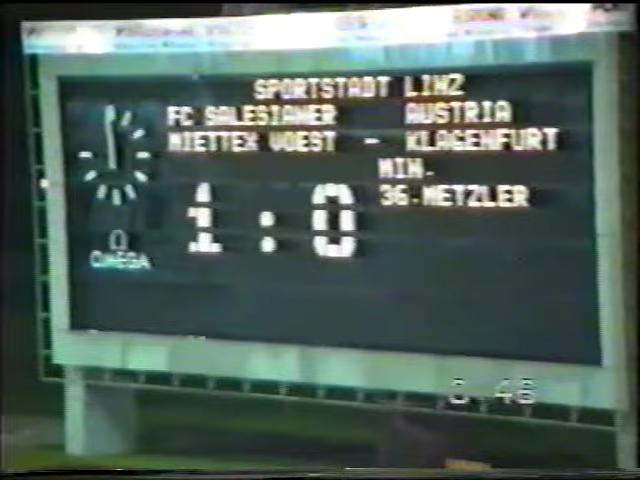 SPORTSTADT LINZ
FC SALESIANER AUSTRIA
MIETTEX VOEST - KLAGENFURT
MIN.
36.METZLER
1 : 0
Ω
OMEGA